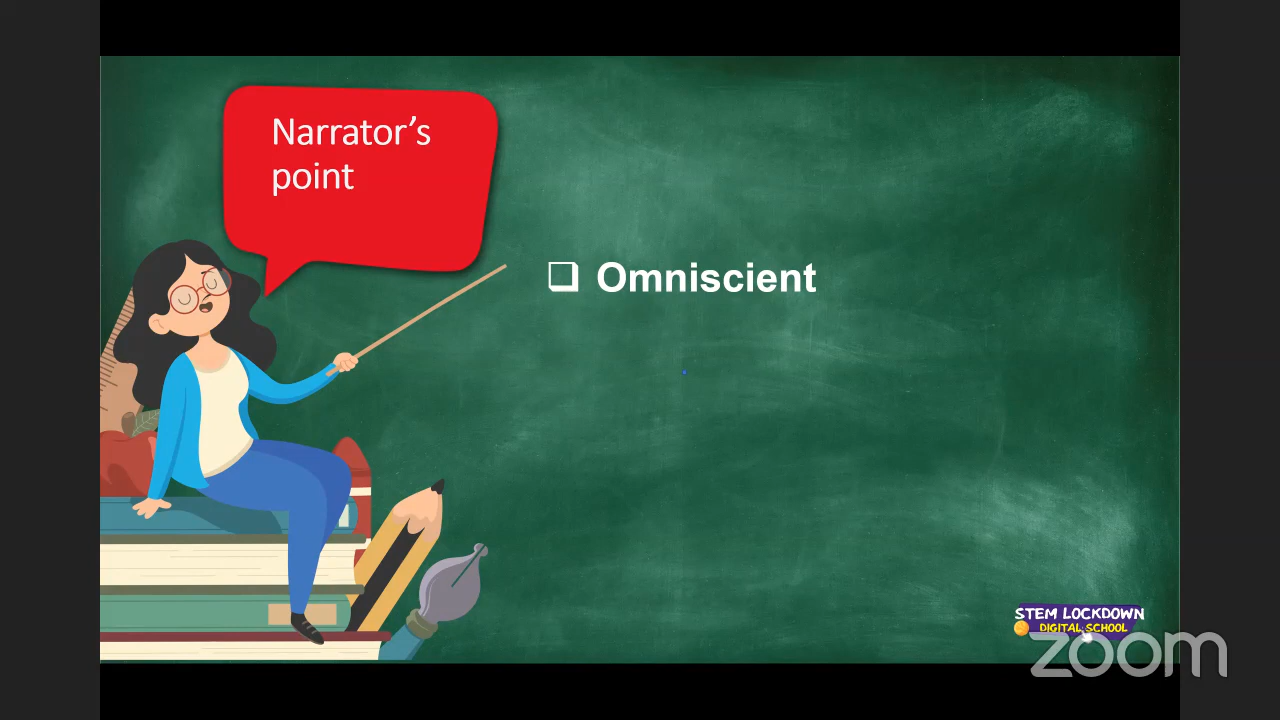 Narrator’s
point
❑ Omniscient
STEM LOCKDOWN
DIGITAL SCHOOL
zoom